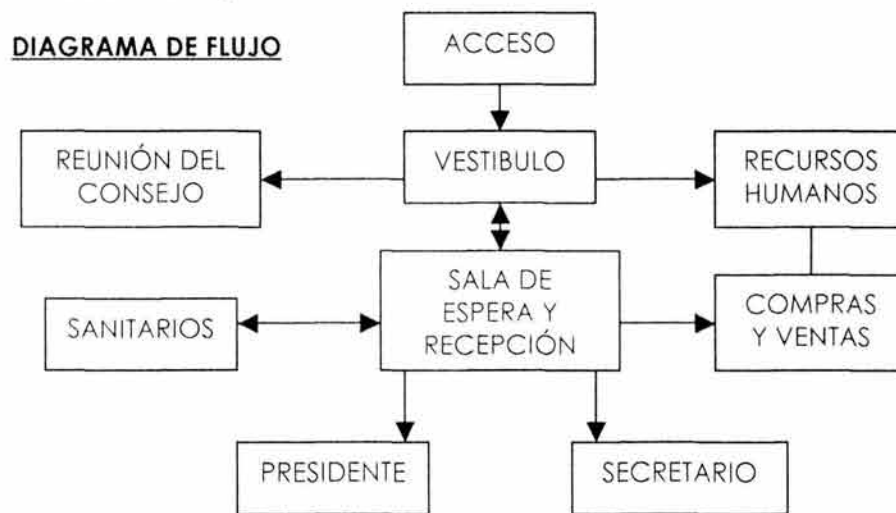 DIAGRAMA DE FLUJO
ACCESO
REUNIÓN DEL
CONSEJO
VESTIBULO
RECURSOS
HUMANOS
SANITARIOS
SALA DE
ESPERA Y
RECEPCIÓN
COMPRAS
Y VENTAS
PRESIDENTE
SECRETARIO